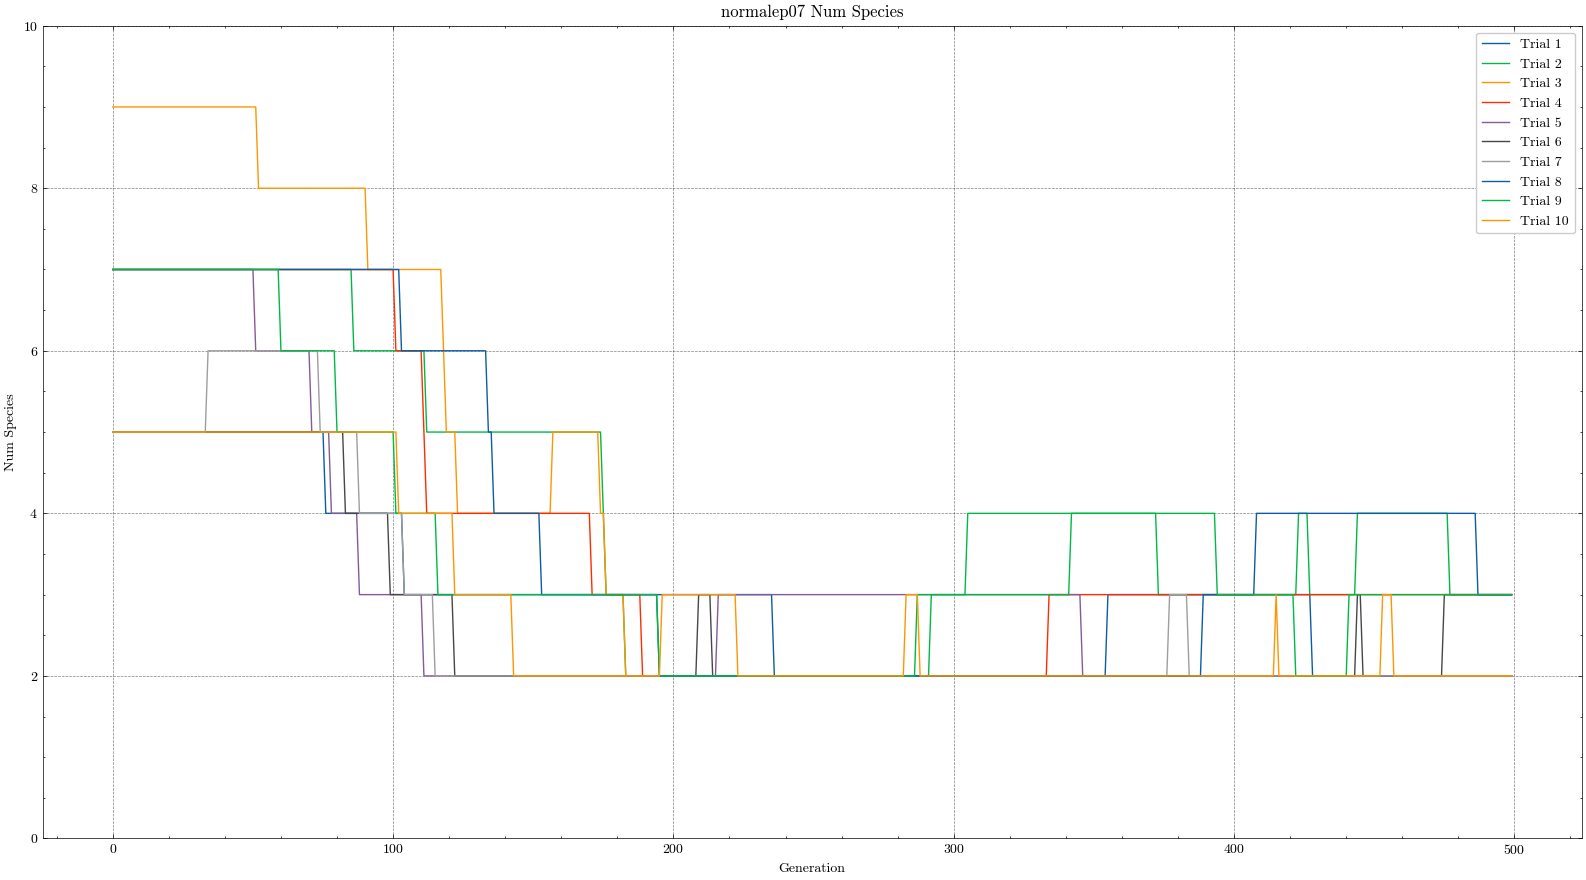 normalep07 Num Species
10
8
6
4
2
0
Num Species
0
100
200
300
400
500
Generation
Trial 1
Trial 2
Trial 3
Trial 4
Trial 5
Trial 6
Trial 7
Trial 8
Trial 9
Trial 10